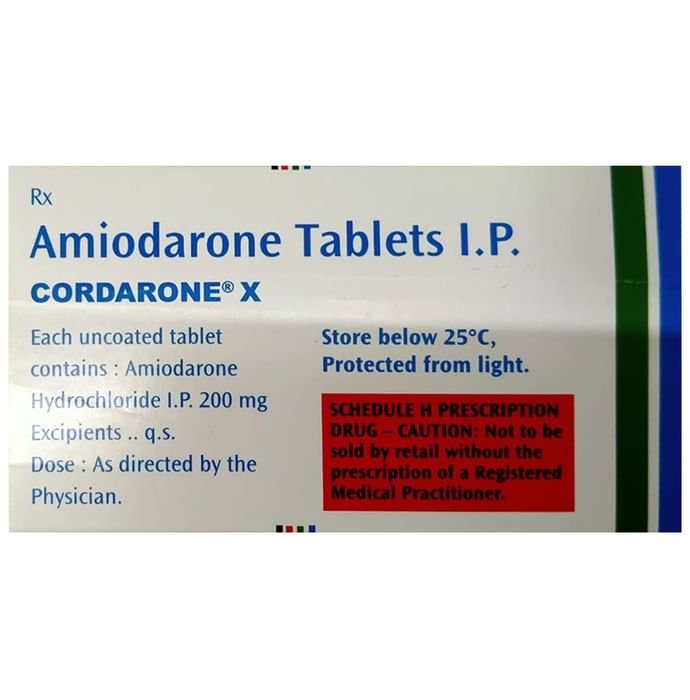 Rx
Amiodarone Tablets I.P.
CORDARONE® X
Each uncoated tablet
contains : Amiodarone
Hydrochloride I.P. 200 mg
Excipients .. q.s.
Dose : As directed by the
Physician.
Store below 25°C,
Protected from light.
SCHEDULE H PRESCRIPTION
DRUG – CAUTION: Not to be
sold by retail without the
prescription of a Registered
Medical Practitioner.